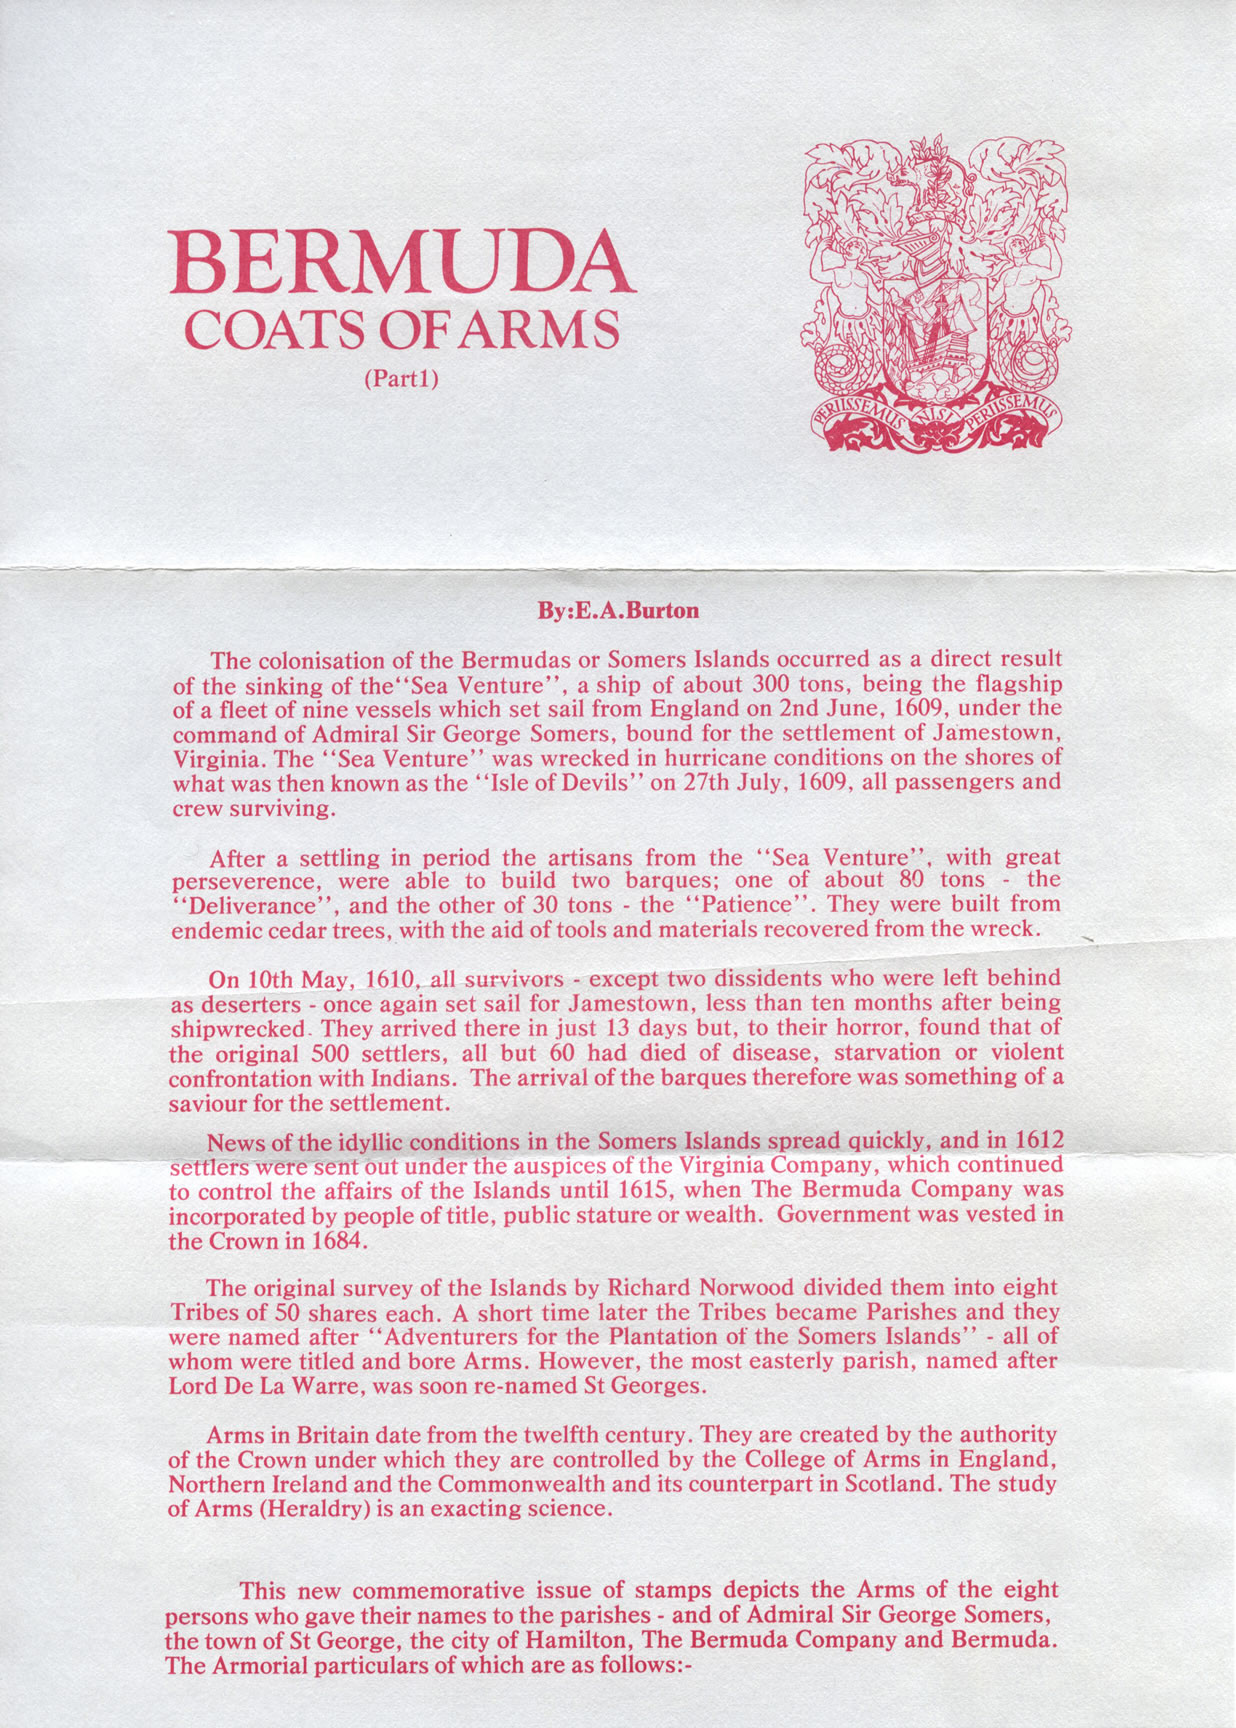 BERMUDA
COATS OF ARMS
(Part1)
PERIISSEMUS NISI PERIISSEMUS
By:E.A.Burton
The colonisation of the Bermudas or Somers Islands occurred as a direct result
of the sinking of the‘‘Sea Venture’’, a ship of about 300 tons, being the flagship
of a fleet of nine vessels which set sail from England on 2nd June, 1609, under the
command of Admiral Sir George Somers, bound for the settlement of Jamestown,
Virginia. The ‘‘Sea Venture’’ was wrecked in hurricane conditions on the shores of
what was then known as the ‘‘Isle of Devils’’ on 27th July, 1609, all passengers and
crew surviving.
After a settling in period the artisans from the ‘‘Sea Venture’’, with great
perseverence, were able to build two barques; one of about 80 tons - the
‘‘Deliverance’’, and the other of 30 tons - the ‘‘Patience’’. They were built from
endemic cedar trees, with the aid of tools and materials recovered from the wreck.
On 10th May, 1610, all survivors - except two dissidents who were left behind
as deserters - once again set sail for Jamestown, less than ten months after being
shipwrecked. They arrived there in just 13 days but, to their horror, found that of
the original 500 settlers, all but 60 had died of disease, starvation or violent
confrontation with Indians. The arrival of the barques therefore was something of a
saviour for the settlement.
News of the idyllic conditions in the Somers Islands spread quickly, and in 1612
settlers were sent out under the auspices of the Virginia Company, which continued
to control the affairs of the Islands until 1615, when The Bermuda Company was
incorporated by people of title, public stature or wealth. Government was vested in
the Crown in 1684.
The original survey of the Islands by Richard Norwood divided them into eight
Tribes of 50 shares each. A short time later the Tribes became Parishes and they
were named after ‘‘Adventurers for the Plantation of the Somers Islands’’ - all of
whom were titled and bore Arms. However, the most easterly parish, named after
Lord De La Warre, was soon re-named St Georges.
Arms in Britain date from the twelfth century. They are created by the authority
of the Crown under which they are controlled by the College of Arms in England,
Northern Ireland and the Commonwealth and its counterpart in Scotland. The study
of Arms (Heraldry) is an exacting science.
This new commemorative issue of stamps depicts the Arms of the eight
persons who gave their names to the parishes - and of Admiral Sir George Somers,
the town of St George, the city of Hamilton, The Bermuda Company and Bermuda.
The Armorial particulars of which are as follows:-